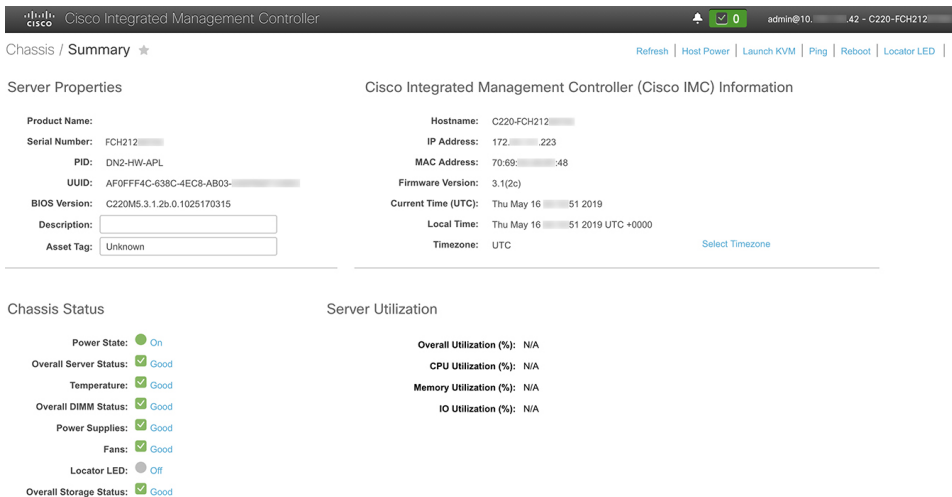 cisco Cisco Integrated Management Controller 0 admin@10. .42 - C220-FCH212
Chassis / Summary Refresh | Host Power | Launch KVM | Ping | Reboot | Locator LED |
Server Properties
Product Name:
Serial Number: FCH212
PID: DN2-HW-APL
UUID: AF0FFF4C-638C-4EC8-AB03-
BIOS Version: C220M5.3.1.2b.0.1025170315
Description:
Asset Tag: Unknown
Cisco Integrated Management Controller (Cisco IMC) Information
Hostname: C220-FCH212
IP Address: 172. .223
MAC Address: 70:69: :48
Firmware Version: 3.1(2c)
Current Time (UTC): Thu May 16 51 2019
Local Time: Thu May 16 51 2019 UTC +0000
Timezone: UTC Select Timezone
Chassis Status
Power State: On
Overall Server Status: Good
Temperature: Good
Overall DIMM Status: Good
Power Supplies: Good
Fans: Good
Locator LED: Off
Overall Storage Status: Good
Server Utilization
Overall Utilization (%): N/A
CPU Utilization (%): N/A
Memory Utilization (%): N/A
IO Utilization (%): N/A